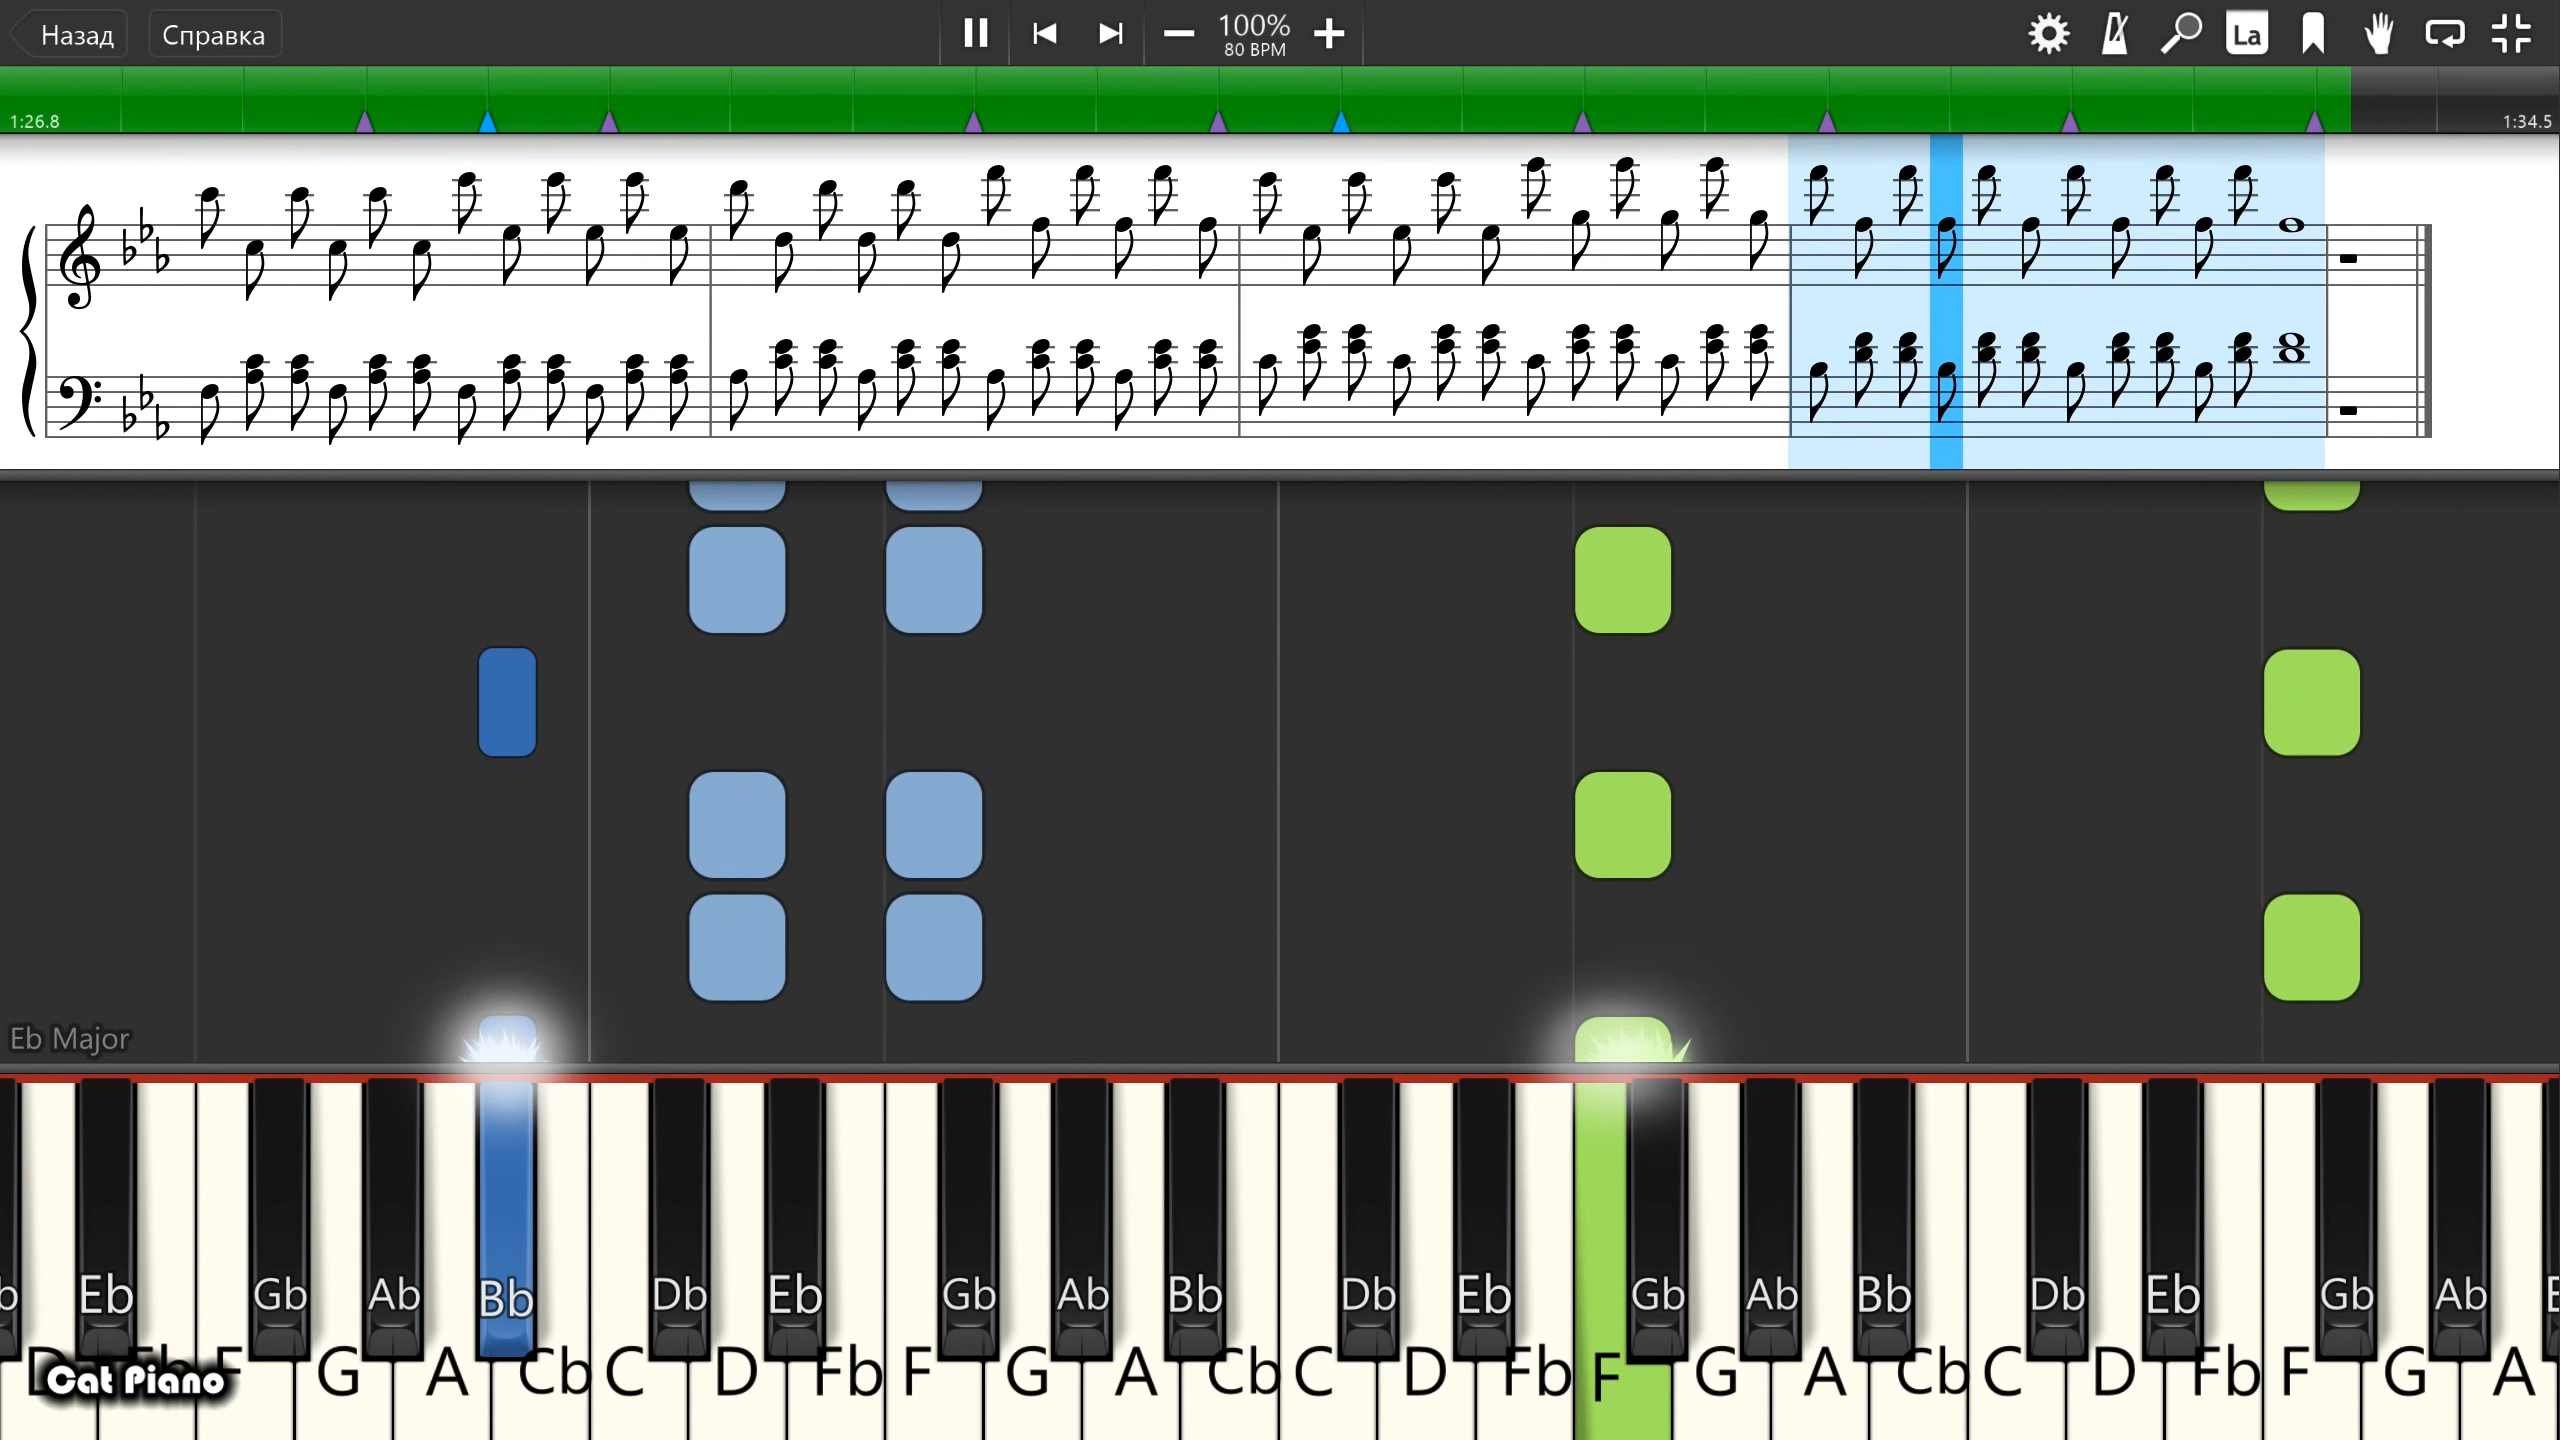 Назад Справка 100% La
80 BPM
1:26.8 1:34.5
Eb Major
Eb Gb Ab Bb Db Eb Gb Ab Bb Db Eb Gb Ab Bb Db Eb Gb Ab
F G A Cb C D Fb F G A Cb C D Fb F G A Cb C D Fb F G A
Cat Piano